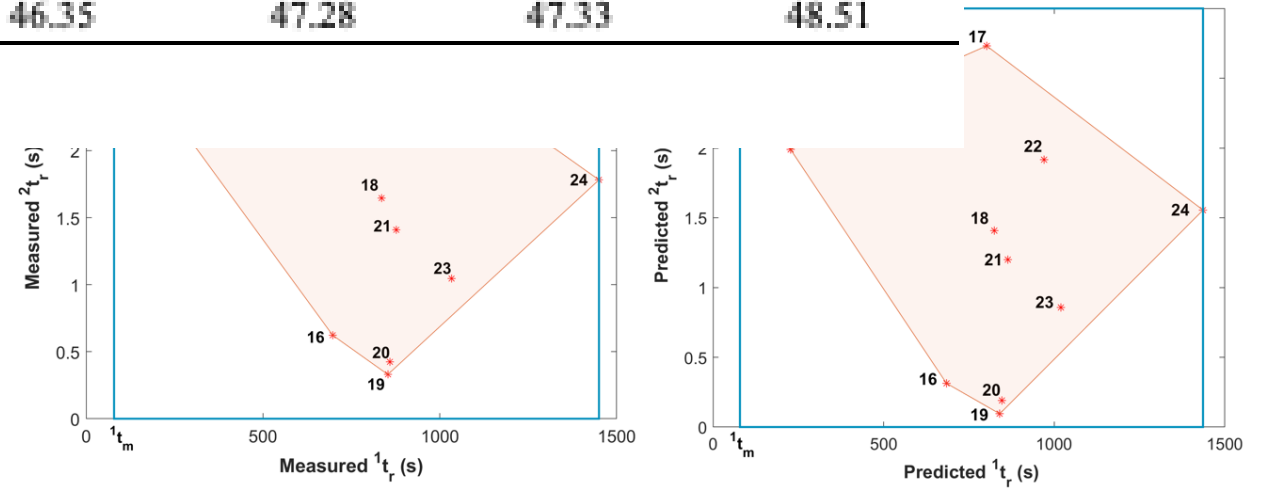 46.35 47.28 47.33 48.51
17
22
2 2
18 24
1.5 21
1 23
16
0.5 20
19
0
0 ¹tₘ 500 1000 1500
Measured ¹tᵣ (s)
Measured ²tᵣ (s)
24
18
1.5 21
1 23
16
0.5 20
19
0
0 ¹tₘ 500 1000 1500
Predicted ¹tᵣ (s)
Predicted ²tᵣ (s)